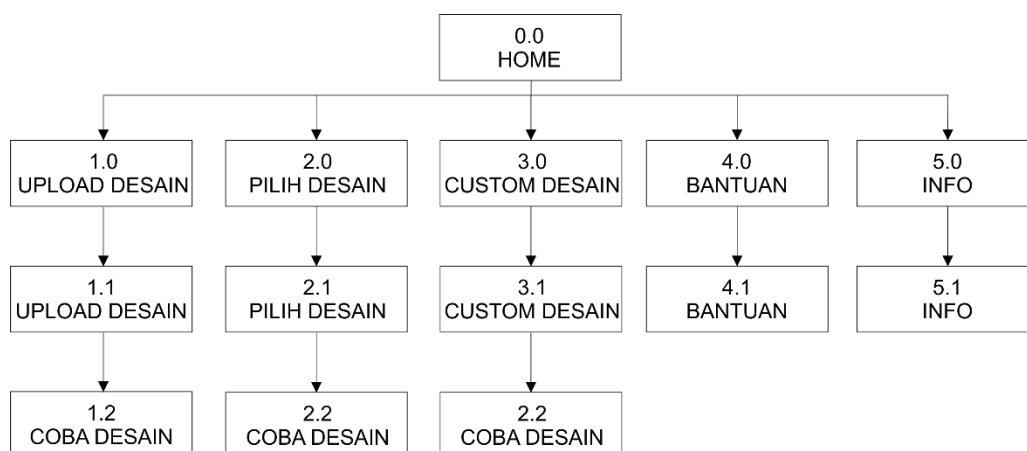 0.0
HOME
1.0
UPLOAD DESAIN
2.0
PILIH DESAIN
3.0
CUSTOM DESAIN
4.0
BANTUAN
5.0
INFO
1.1
UPLOAD DESAIN
2.1
PILIH DESAIN
3.1
CUSTOM DESAIN
4.1
BANTUAN
5.1
INFO
1.2
COBA DESAIN
2.2
COBA DESAIN
2.2
COBA DESAIN